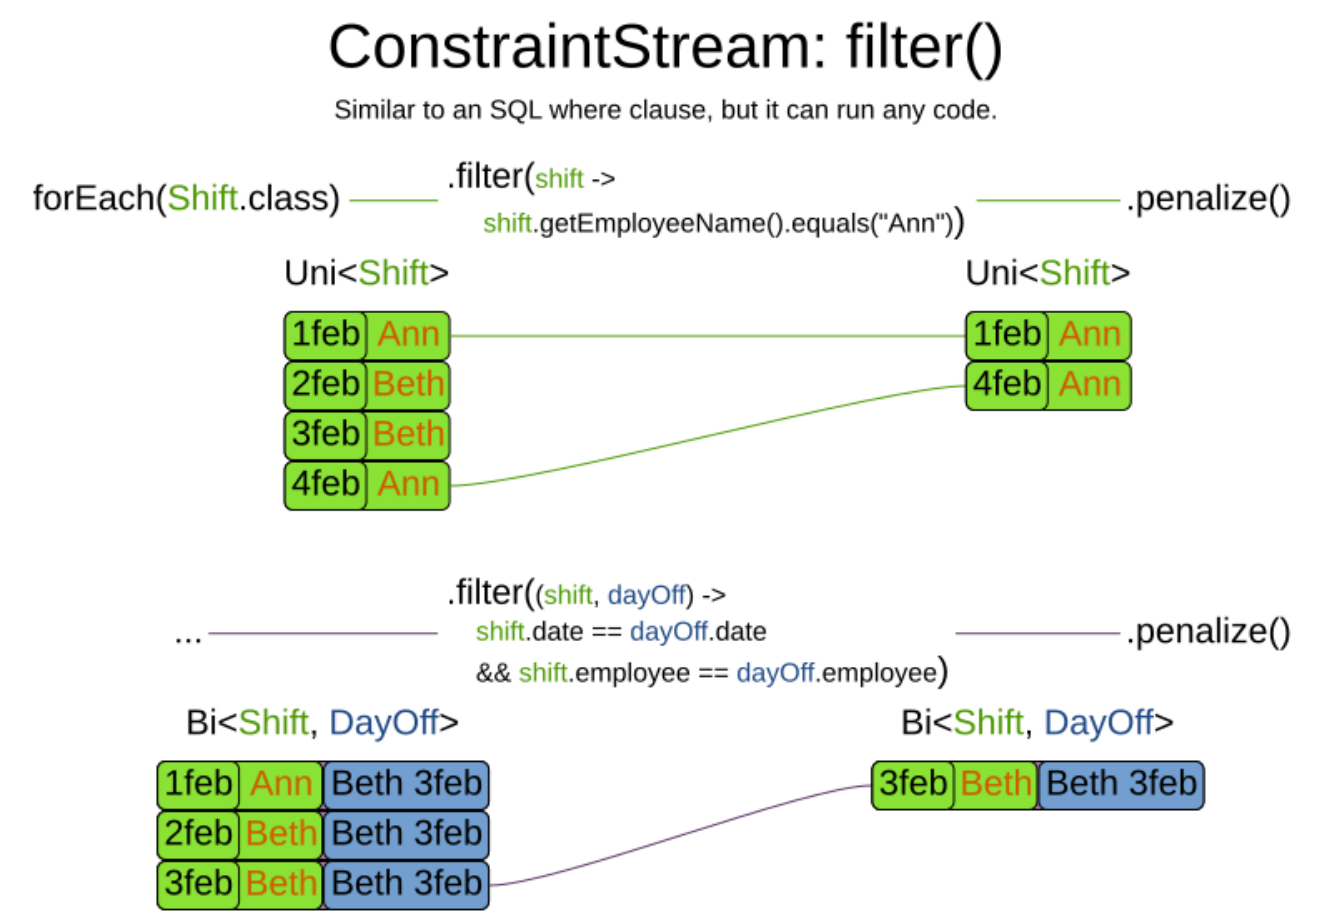 ConstraintStream: filter()
Similar to an SQL where clause, but it can run any code.
forEach(Shift.class)
.filter(shift ->
shift.getEmployeeName().equals("Ann"))
.penalize()
Uni<Shift>
Uni<Shift>
1feb Ann
1feb Ann
2feb Beth
4feb Ann
3feb Beth
4feb Ann
.filter((shift, dayOff) ->
... shift.date == dayOff.date .penalize()
&& shift.employee == dayOff.employee)
Bi<Shift, DayOff>
Bi<Shift, DayOff>
1feb Ann Beth 3feb
3feb Beth Beth 3feb
2feb Beth Beth 3feb
3feb Beth Beth 3feb